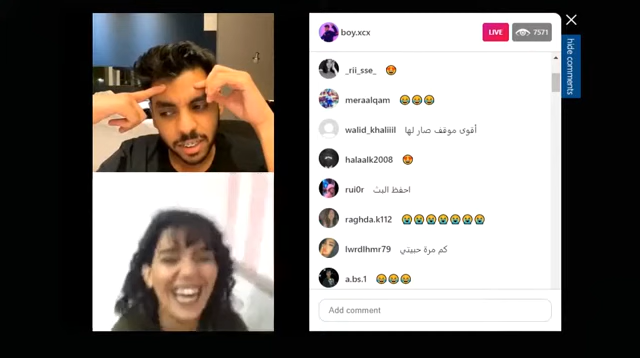 boy.xcx
LIVE
7571
hide comments
_rii_sse_
meraalqam 😂😂😂
walid_khaliiil أقوى موقف صار لها
halaalk2008
rui0r احفظ البث
raghda.k112 😭😭😭😭😭😭😭
lwrdlhmr79 كم مرة حبيتي
a.bs.1 😂😂😂
Add comment